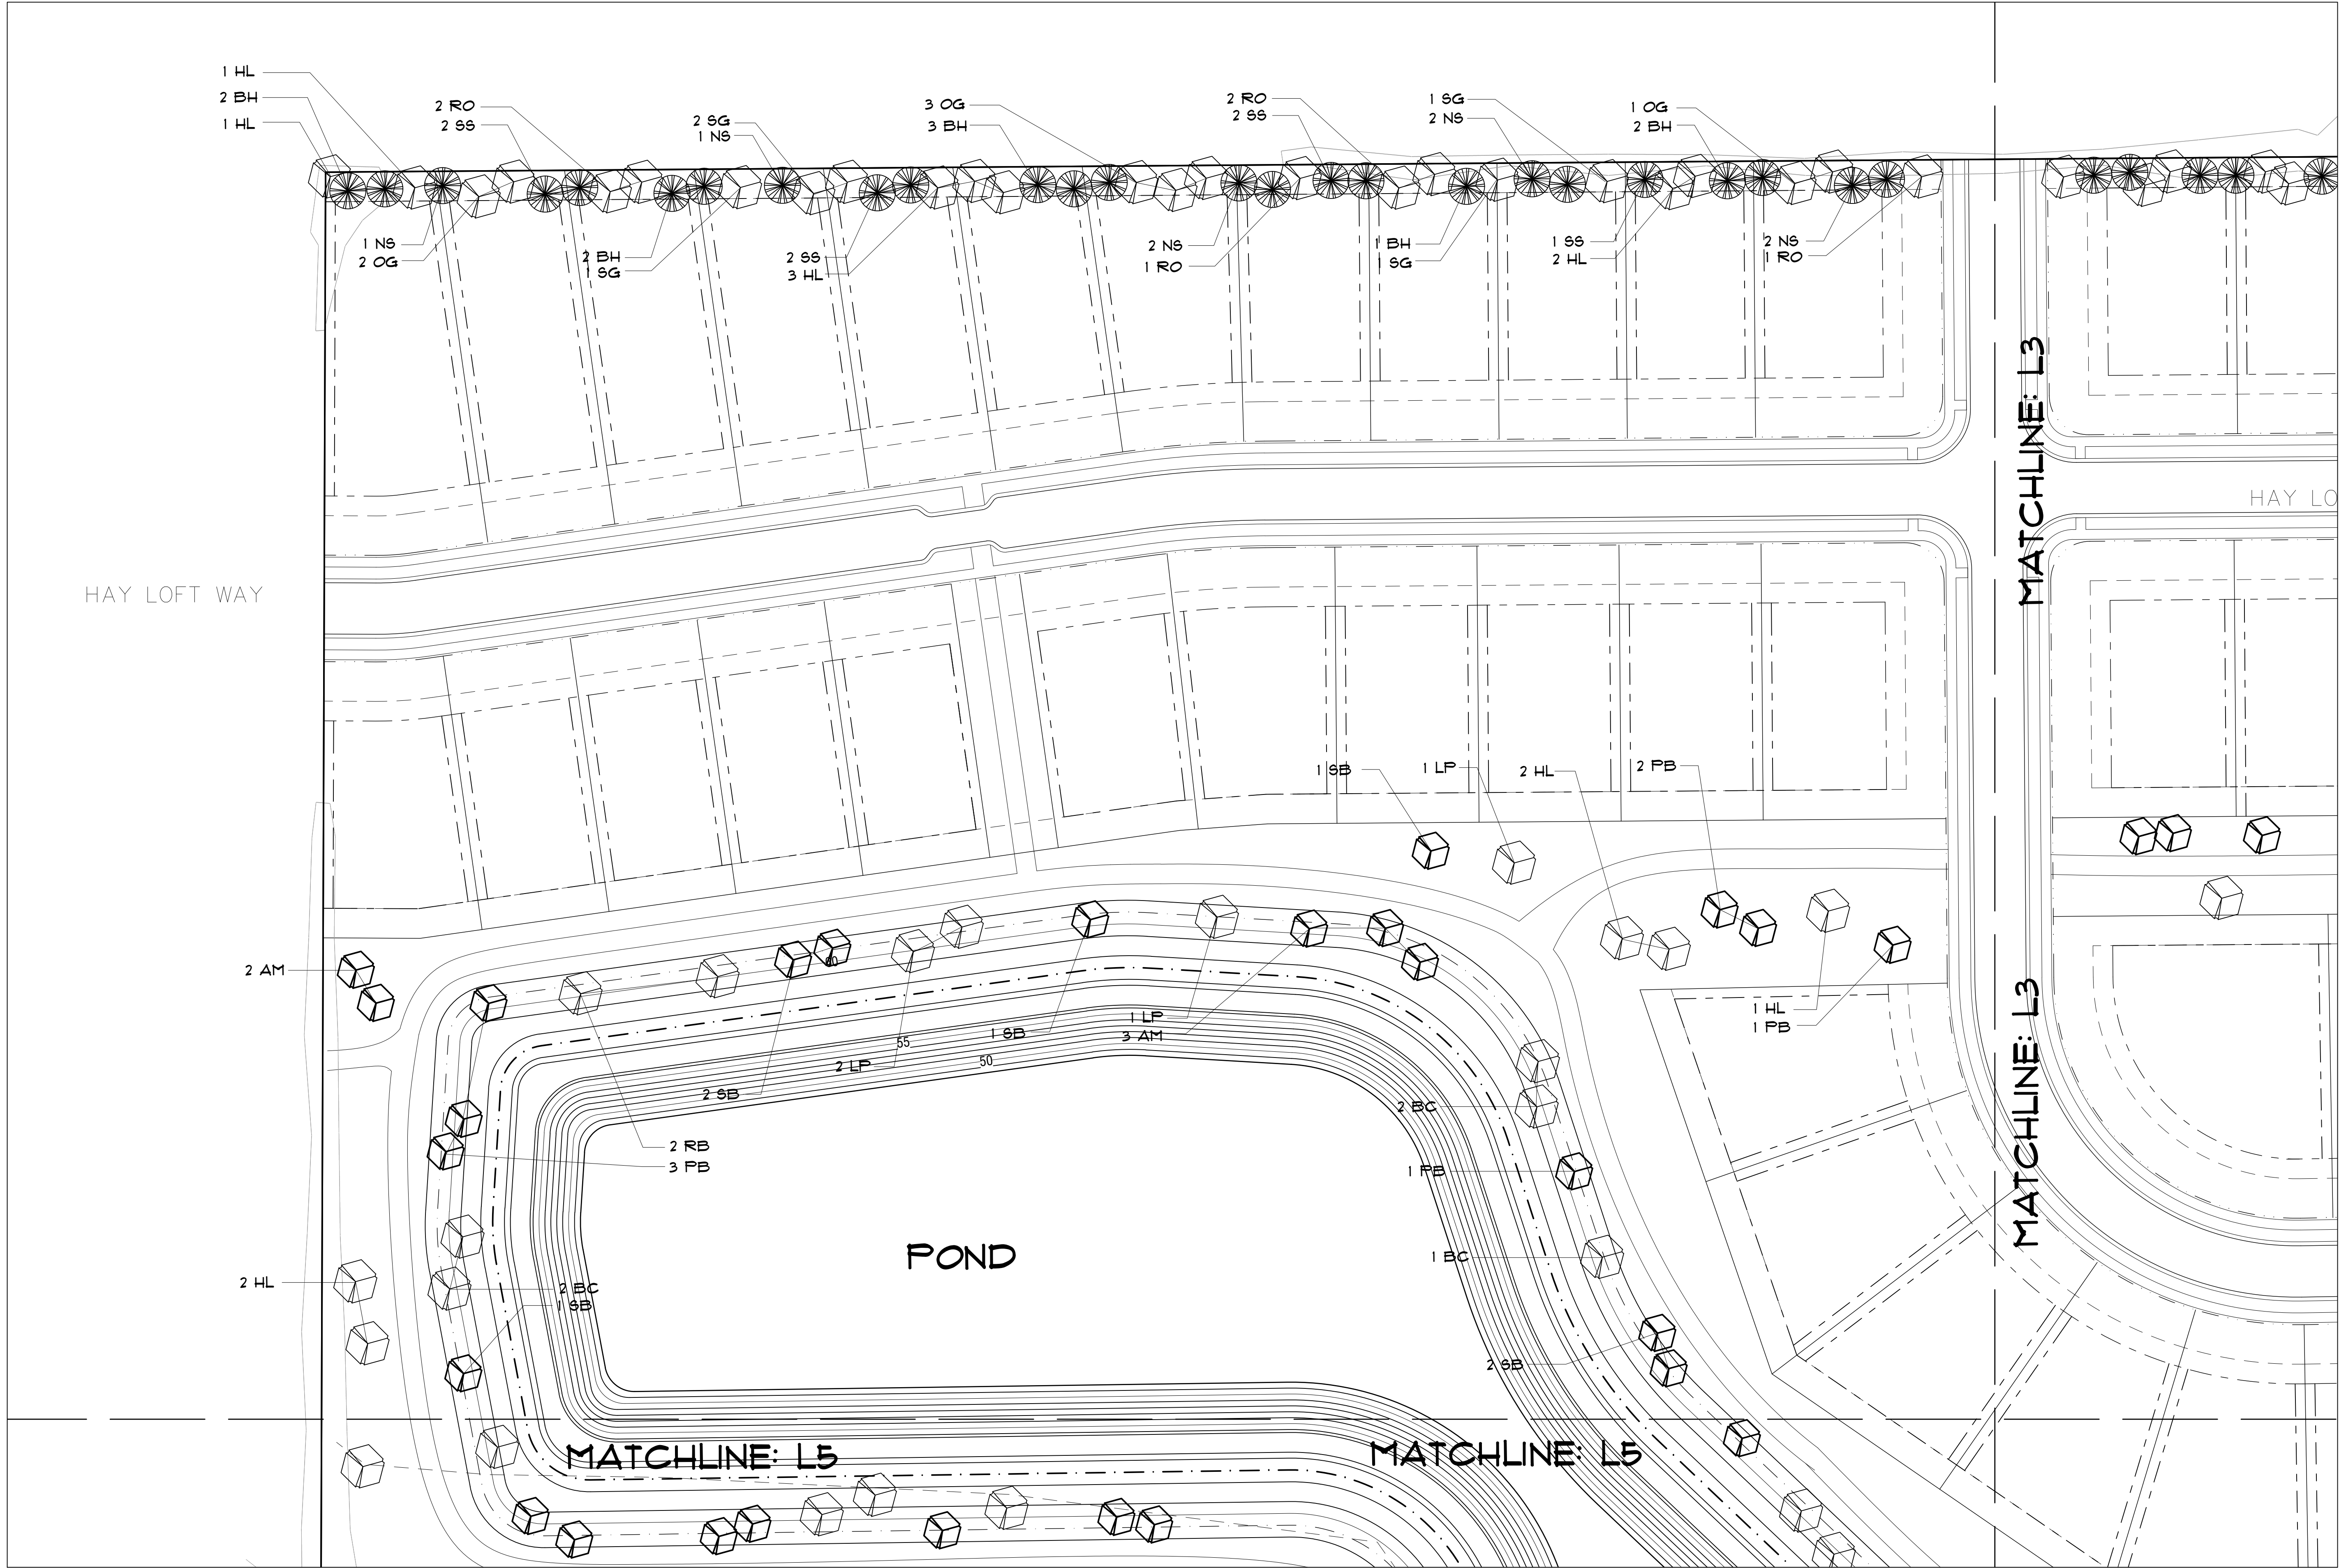 1 HL
2 BH
1 HL
2 RO
2 SS
2 SG
1 NS
3 OG
3 BH
2 RO
2 SS
1 SG
2 NS
1 OG
2 BH
1 NS
2 OG
2 BH
1 SG
2 SS
3 HL
2 NS
1 RO
1 BH
1 SG
1 SS
2 HL
2 NS
1 RO
MATCHLINE: L3
HAY LO
HAY LOFT WAY
1 SB
1 LP
2 HL
2 PB
2 AM
60
1 HL
1 PB
1 LP
3 AM
1 SB
55
50
2 LP
2 SB
2 RB
3 PB
2 BC
1 PB
1 BC
2 SB
MATCHLINE: L3
POND
2 HL
2 BC
1 SB
MATCHLINE: L5
MATCHLINE: L5